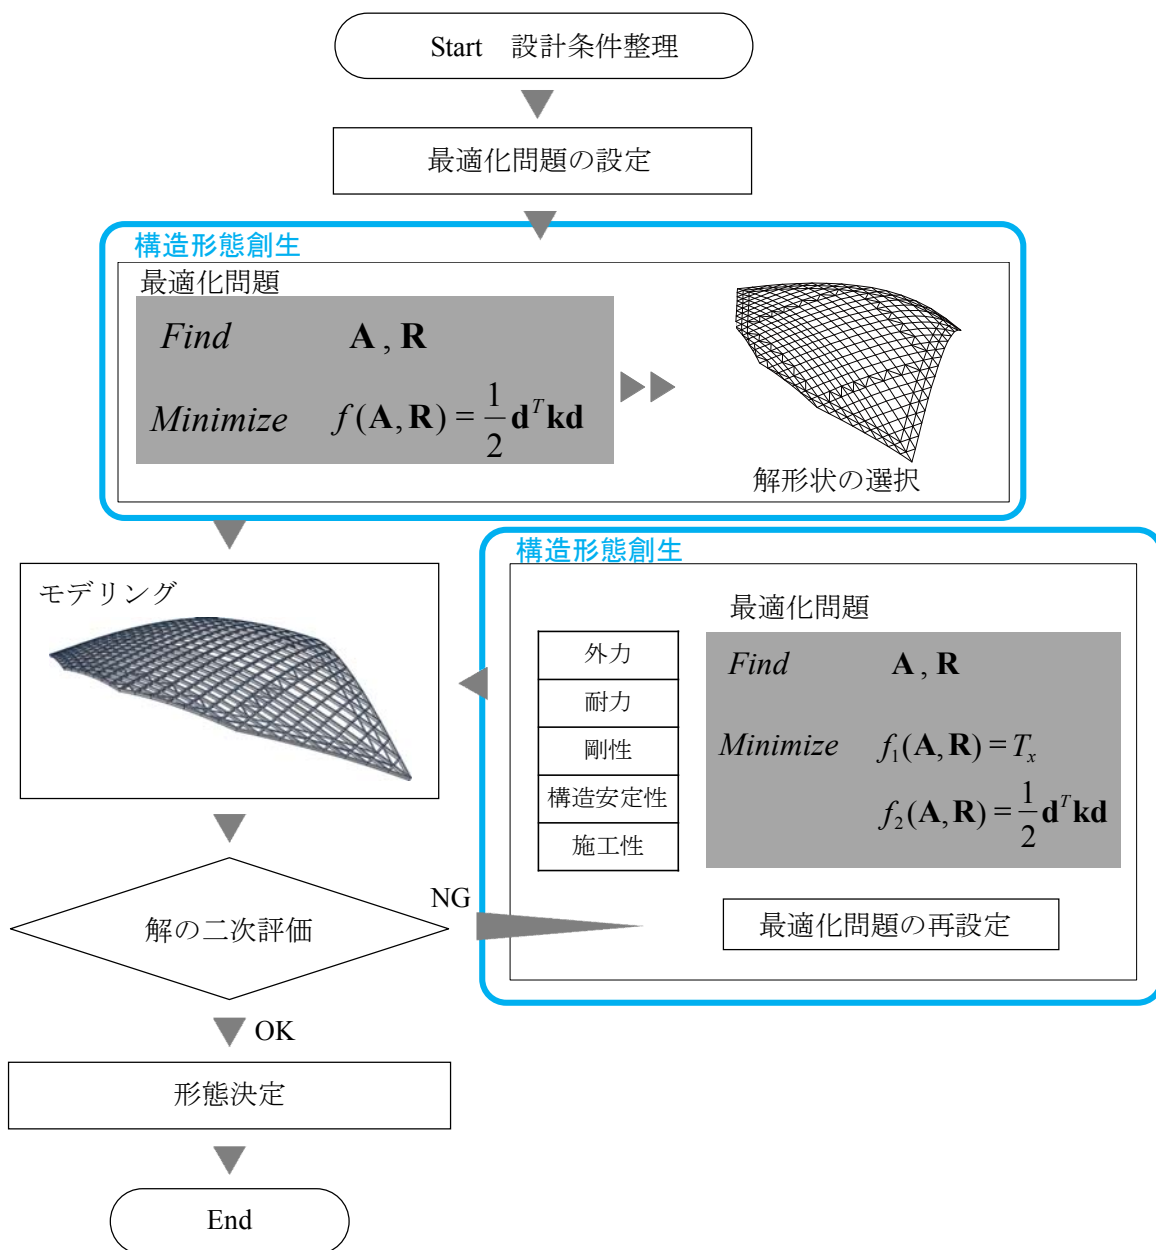 Start 設計条件整理
最適化問題の設定
構造形態創生
最適化問題
Find A , R
Minimize f(A,R) = 1/2 d^T kd
解形状の選択
モデリング
構造形態創生
最適化問題
外力
耐力
剛性
構造安定性
施工性
Find A , R
Minimize f₁(A,R) = Tₓ
f₂(A,R) = 1/2 d^T kd
最適化問題の再設定
解の二次評価
NG
OK
形態決定
End